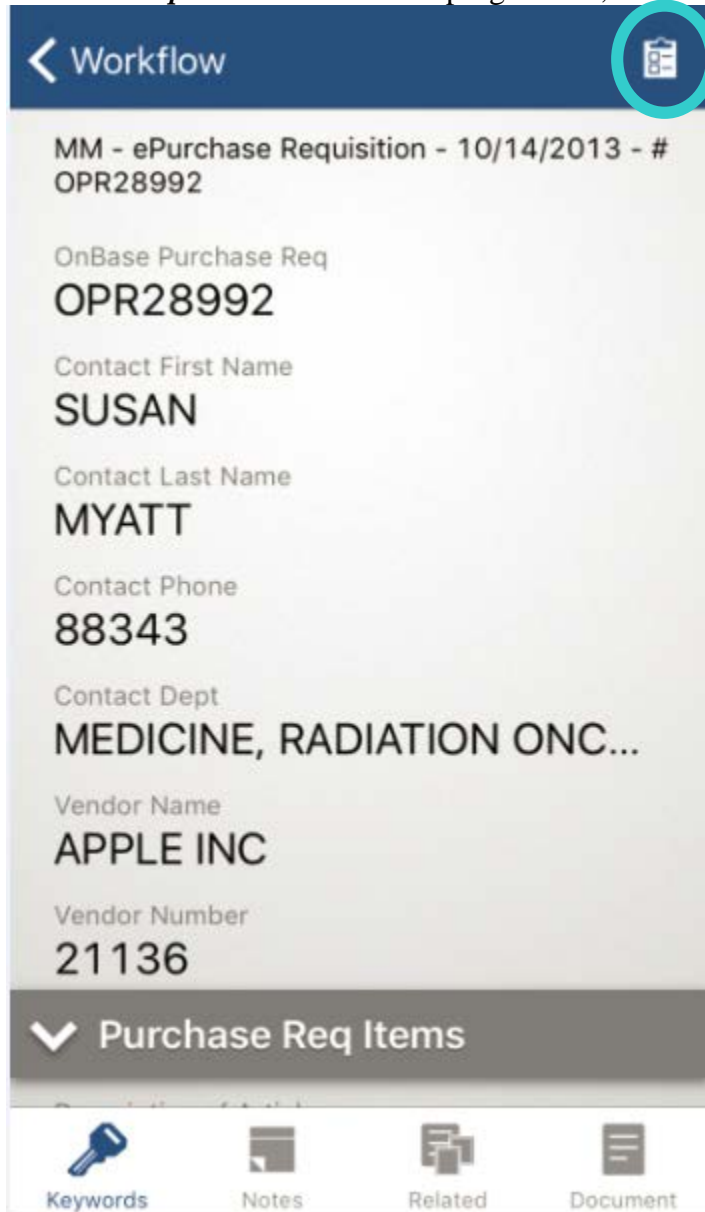 Workflow
MM - ePurchase Requisition - 10/14/2013 - #
OPR28992
OnBase Purchase Req
OPR28992
Contact First Name
SUSAN
Contact Last Name
MYATT
Contact Phone
88343
Contact Dept
MEDICINE, RADIATION ONC...
Vendor Name
APPLE INC
Vendor Number
21136
Purchase Req Items
Keywords Notes Related Document